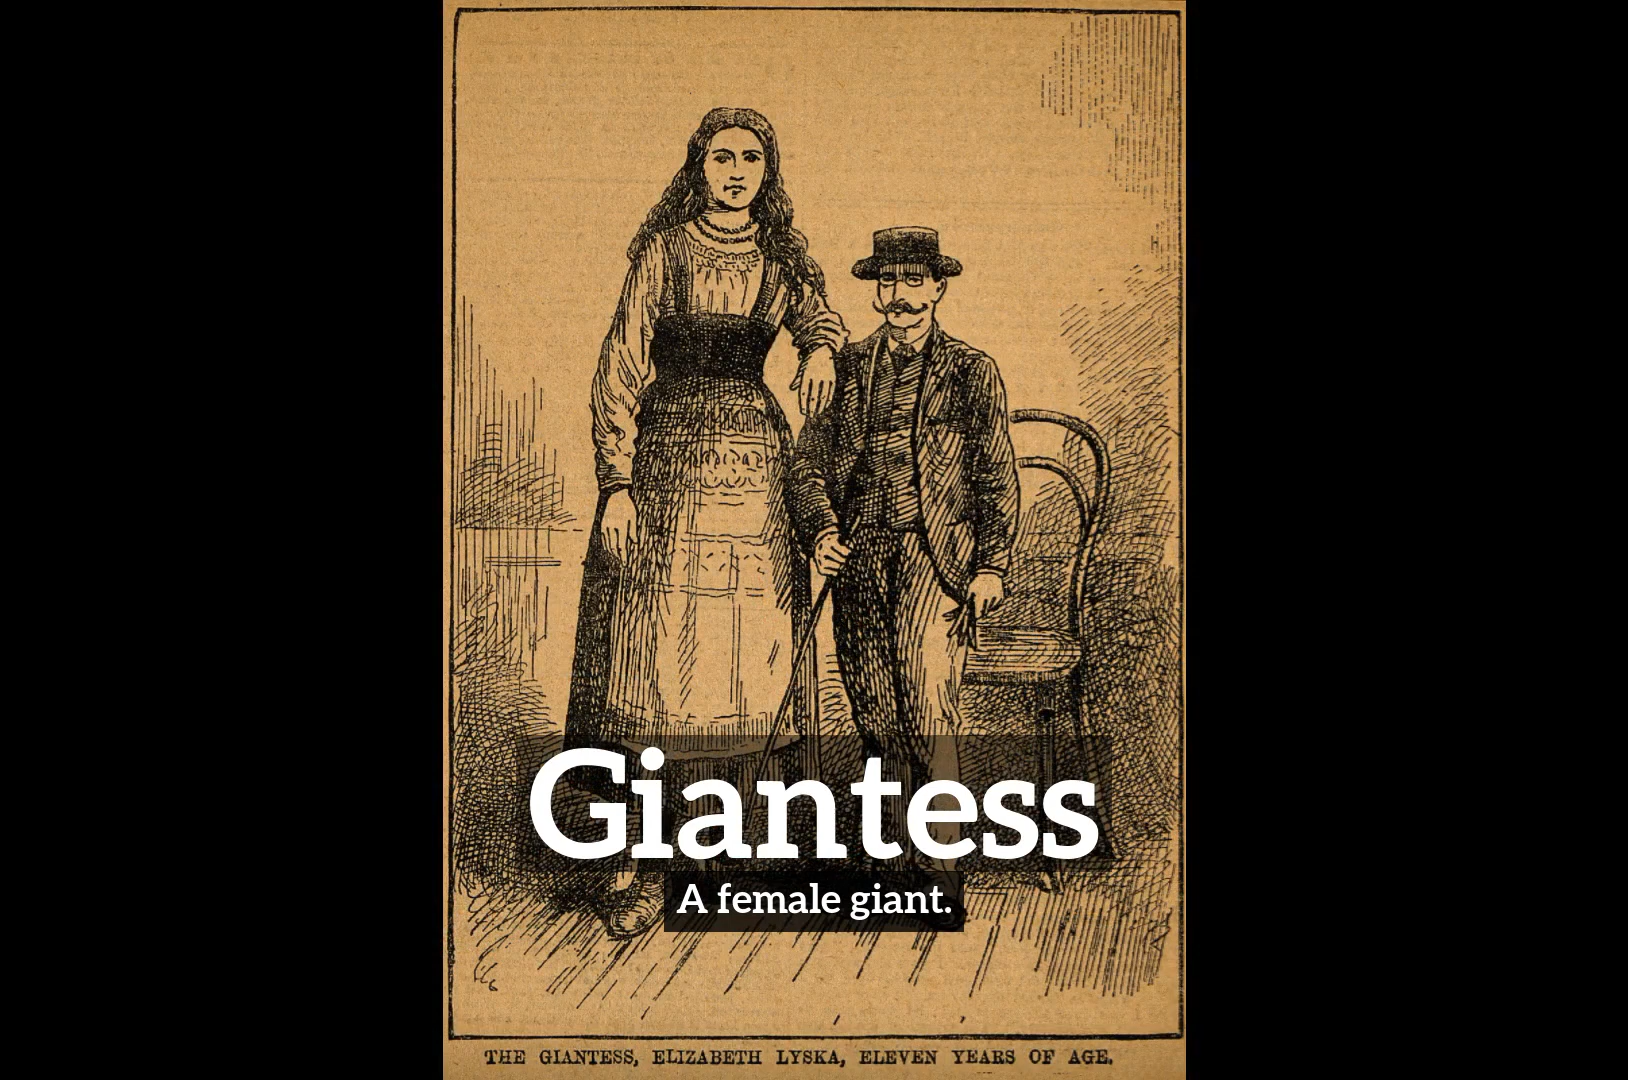 Giantess
A female giant.
THE GIANTESS, ELIZABETH LYSKA, ELEVEN YEARS OF AGE.